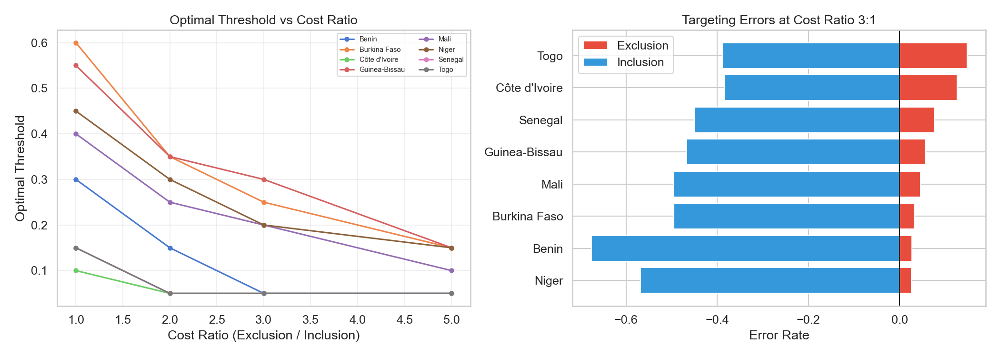 Optimal Threshold vs Cost Ratio
Optimal Threshold
0.6
0.5
0.4
0.3
0.2
0.1
Benin
Burkina Faso
Côte d'Ivoire
Guinea-Bissau
Mali
Niger
Senegal
Togo
1.0 1.5 2.0 2.5 3.0 3.5 4.0 4.5 5.0
Cost Ratio (Exclusion / Inclusion)
Targeting Errors at Cost Ratio 3:1
Exclusion
Inclusion
Togo
Côte d'Ivoire
Senegal
Guinea-Bissau
Mali
Burkina Faso
Benin
Niger
−0.6 −0.4 −0.2 0.0
Error Rate